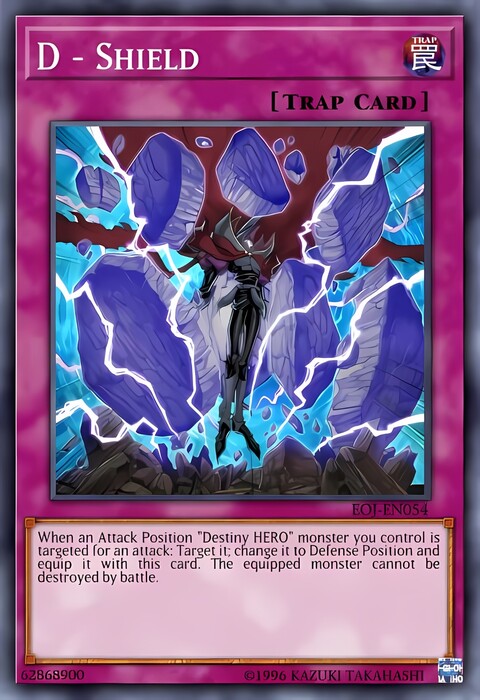 D - Shield
TRAP
罠
[Trap Card]
EOJ-EN054
When an Attack Position "Destiny HERO" monster you control is
targeted for an attack: Target it; change it to Defense Position and
equip it with this card. The equipped monster cannot be
destroyed by battle.
62868900
©1996 KAZUKI TAKAHASHI